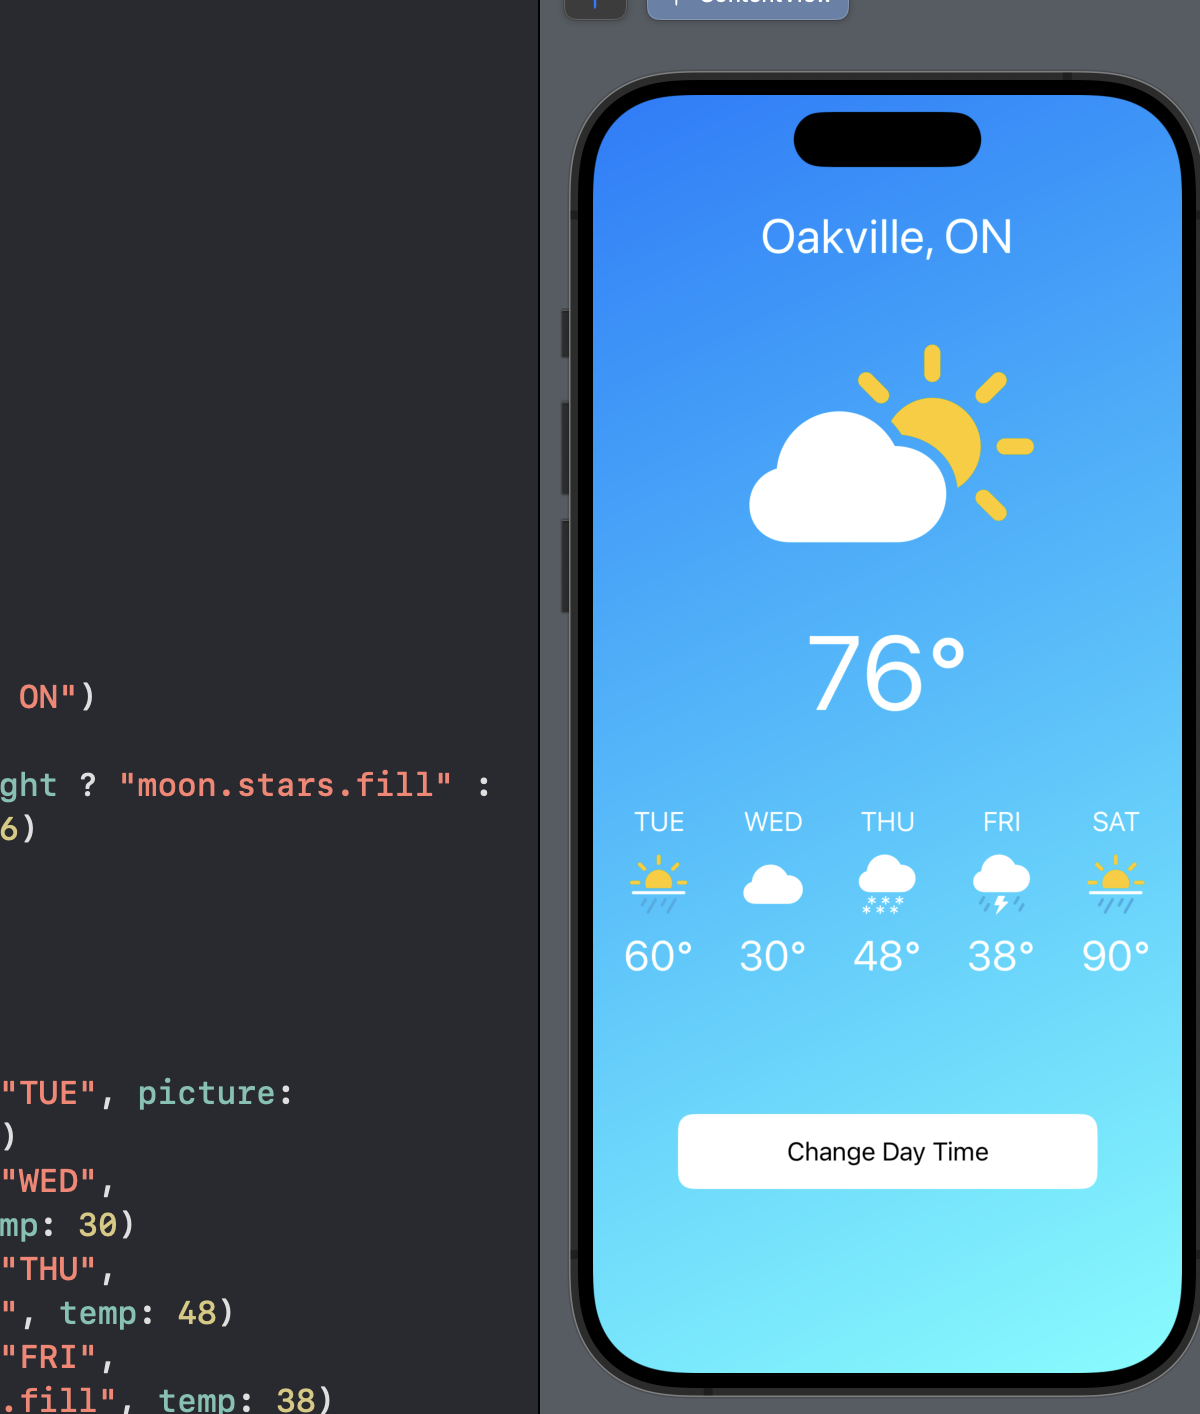 ON")
ght ? "moon.stars.fill" :
6)
"TUE", picture:
)
"WED",
mp: 30)
"THU",
", temp: 48)
"FRI",
.fill", temp: 38)
ContentView
Oakville, ON
76°
TUE WED THU FRI SAT
60° 30° 48° 38° 90°
Change Day Time